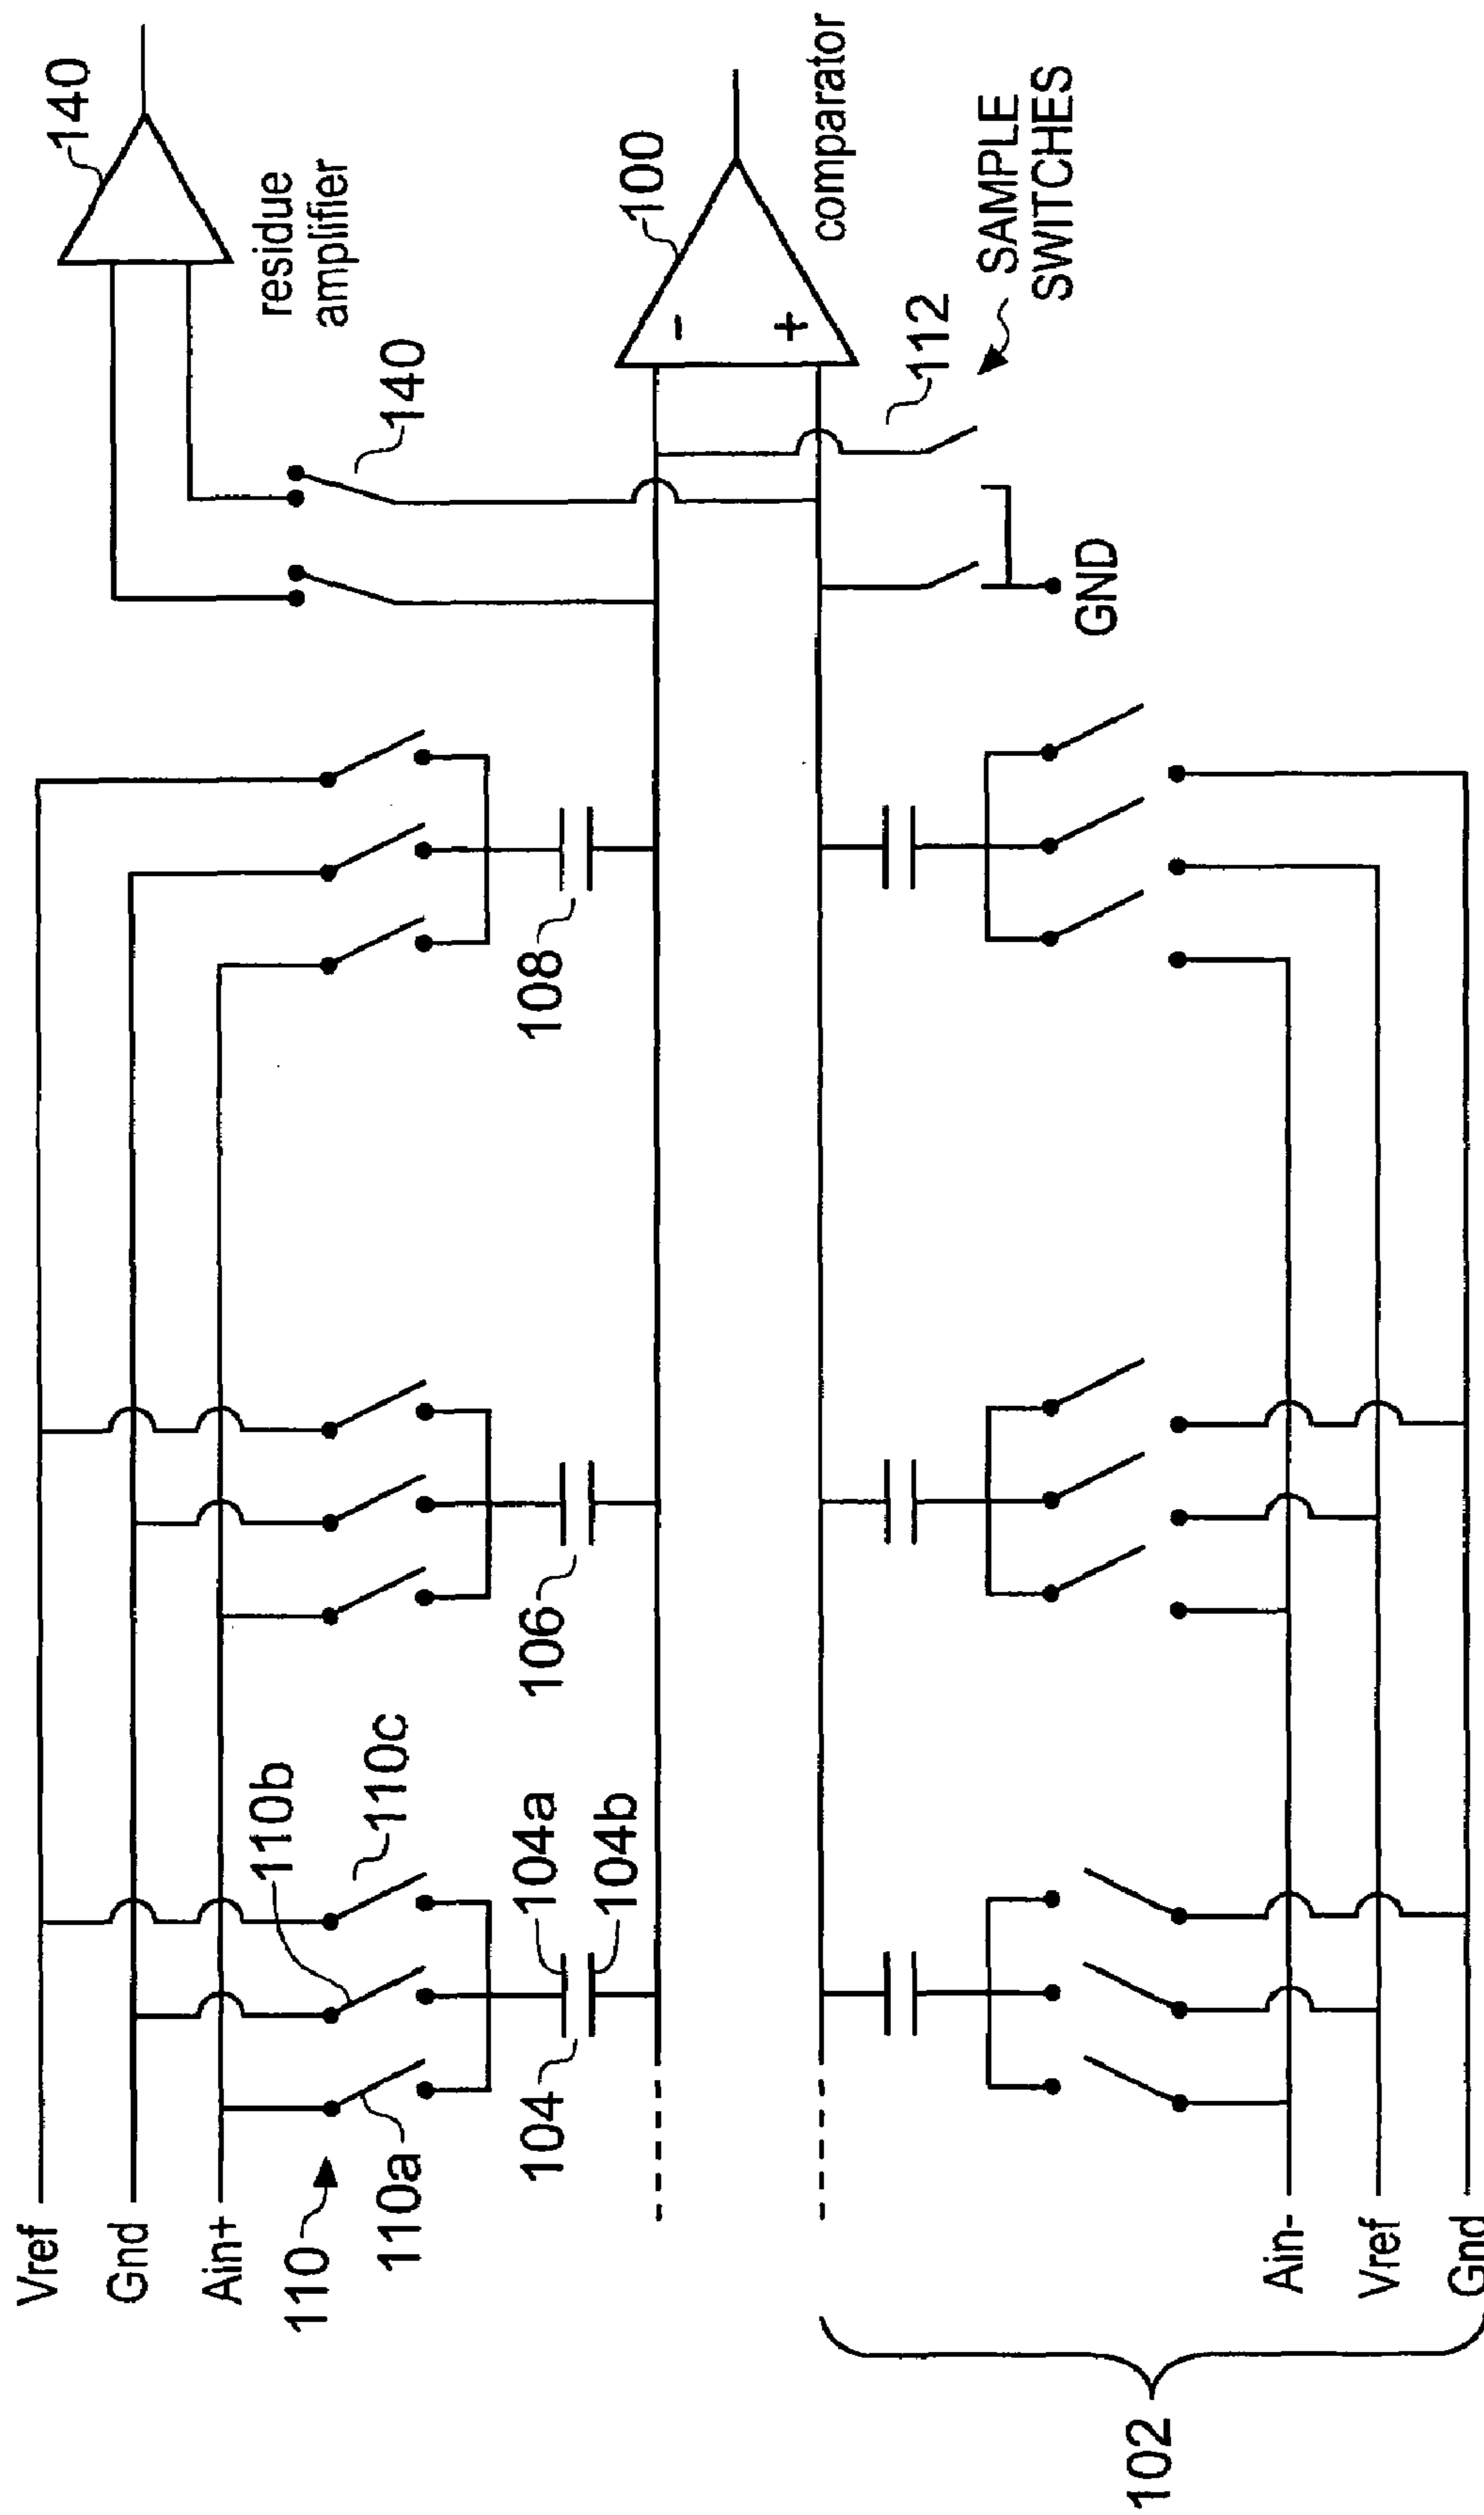 Vref
Gnd
Ain+
110
110a
110b
110c
104
104a
104b
106
108
140
140
residue
amplifier
100
-
+
comparator
112
SAMPLE
SWITCHES
GND
Ain-
Vref
Gnd
102